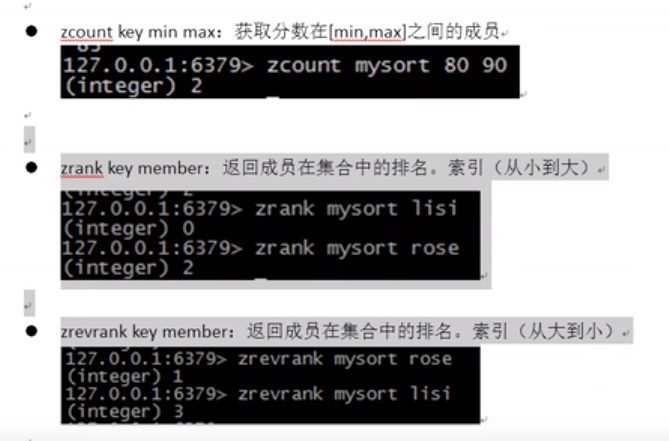 zcount key min max：获取分数在[min,max]之间的成员
127.0.0.1:6379> zcount mysort 80 90
(integer) 2
zrank key member：返回成员在集合中的排名。索引（从小到大）
127.0.0.1:6379> zrank mysort lisi
(integer) 0
127.0.0.1:6379> zrank mysort rose
(integer) 2
zrevrank key member：返回成员在集合中的排名。索引（从大到小）
127.0.0.1:6379> zrevrank mysort rose
(integer) 1
127.0.0.1:6379> zrevrank mysort lisi
(integer) 3